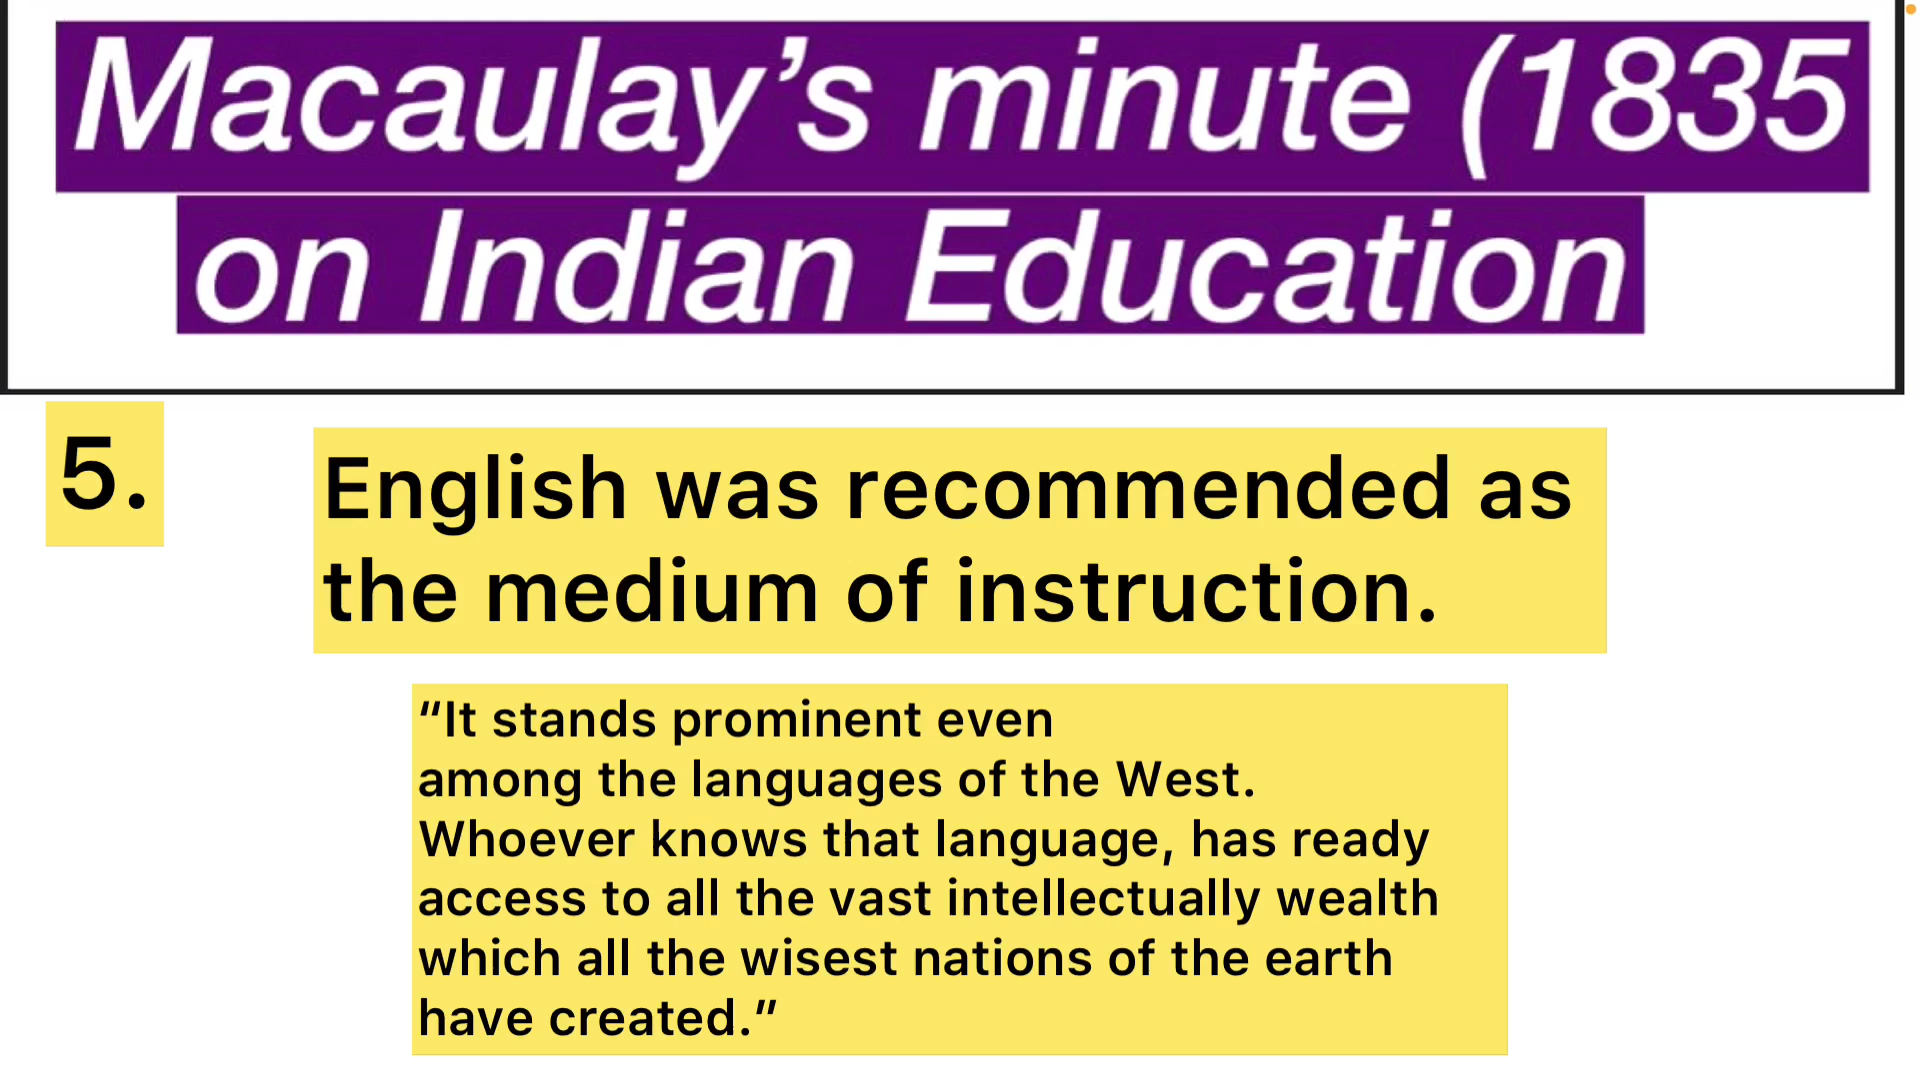 Macaulay’s minute (1835
on Indian Education
5.
English was recommended as
the medium of instruction.
“It stands prominent even
among the languages of the West.
Whoever knows that language, has ready
access to all the vast intellectually wealth
which all the wisest nations of the earth
have created.”